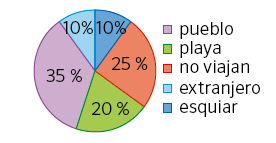 10% 10%
25 %
35 %
20 %
pueblo
playa
no viajan
extranjero
esquiar